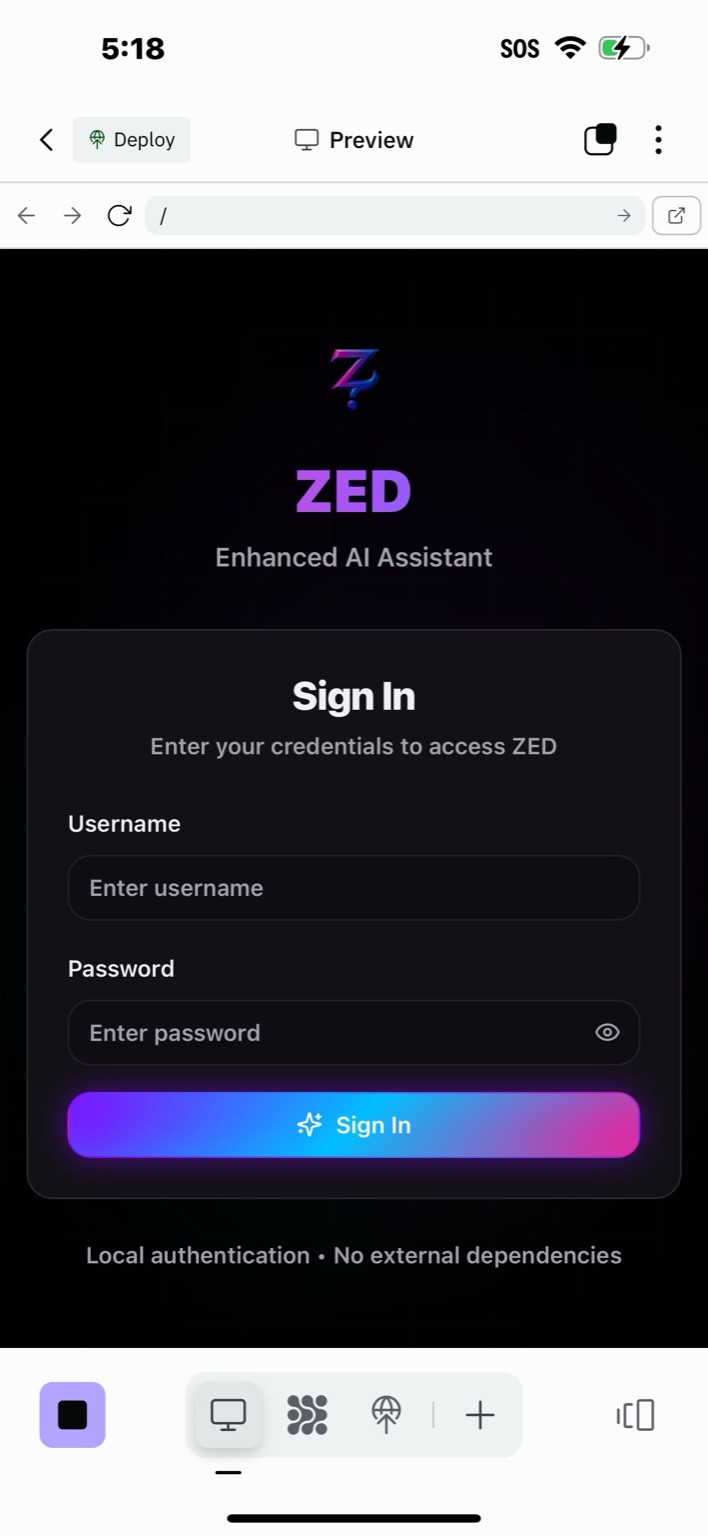 5:18
SOS
Deploy
Preview
/
Z
ZED
Enhanced AI Assistant
Sign In
Enter your credentials to access ZED
Username
Enter username
Password
Enter password
Sign In
Local authentication • No external dependencies